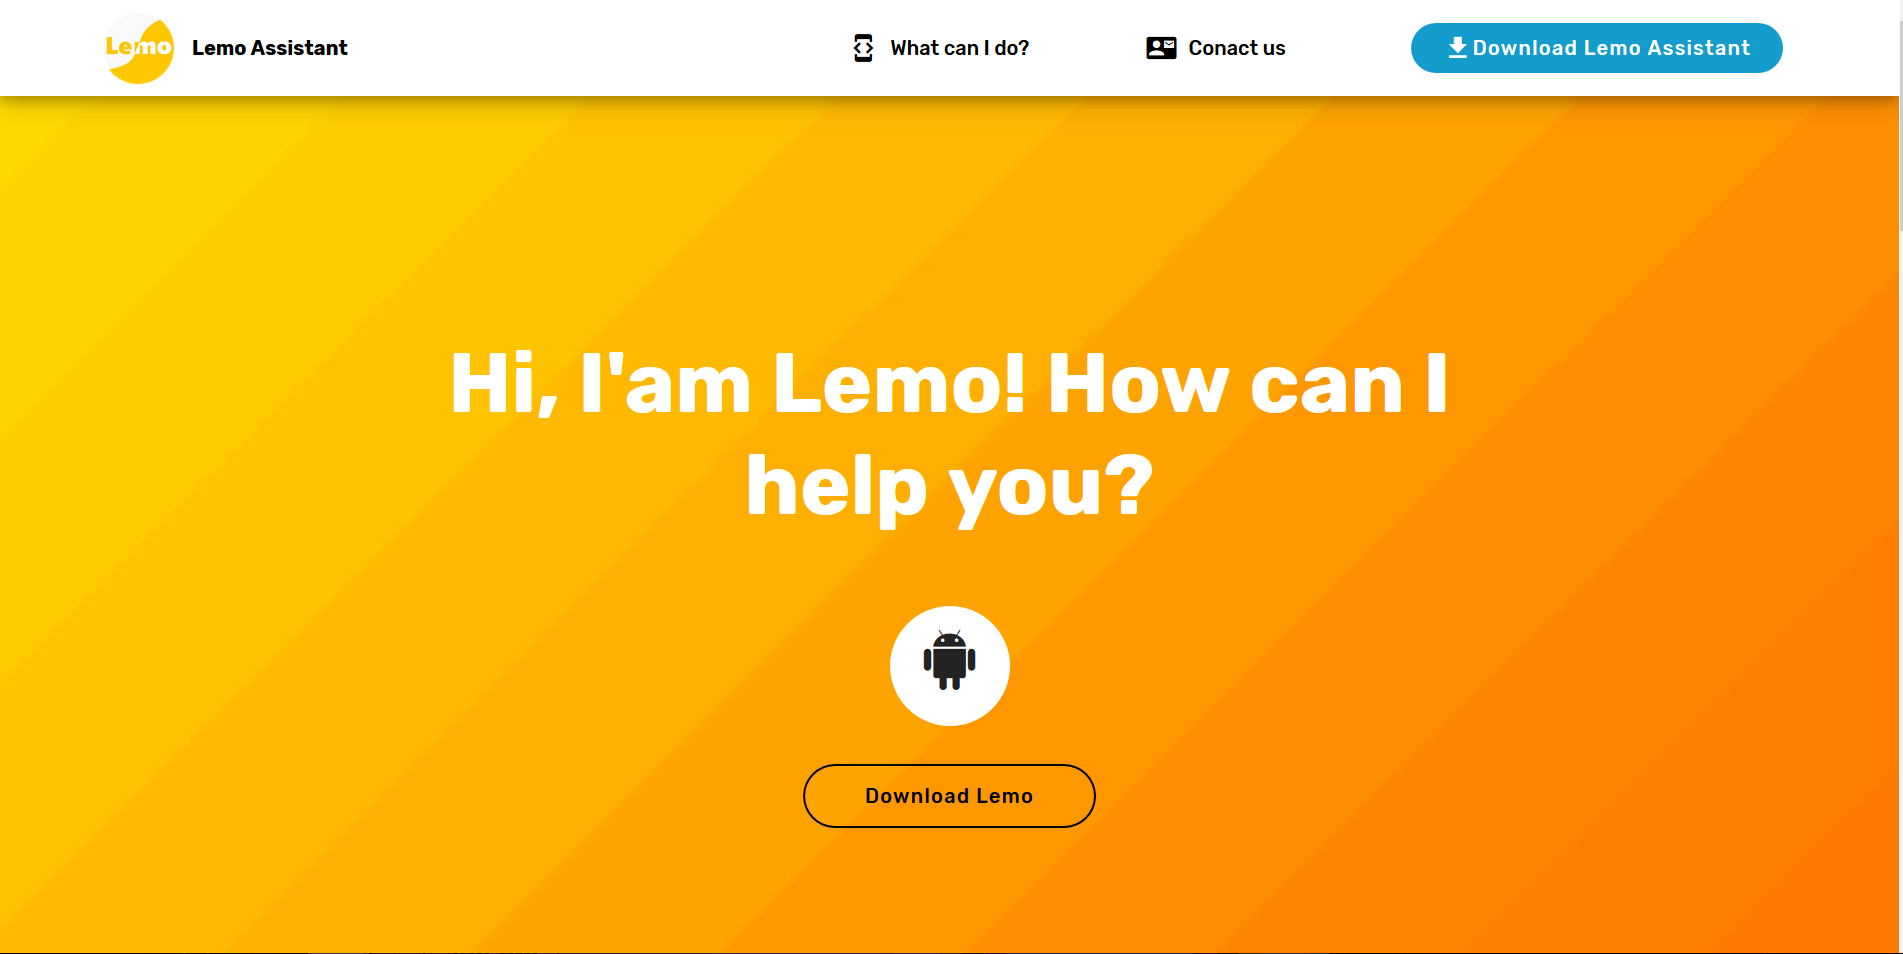 Lemo
Lemo Assistant
What can I do?
Conact us
Download Lemo Assistant
Hi, I'am Lemo! How can I
help you?
Download Lemo